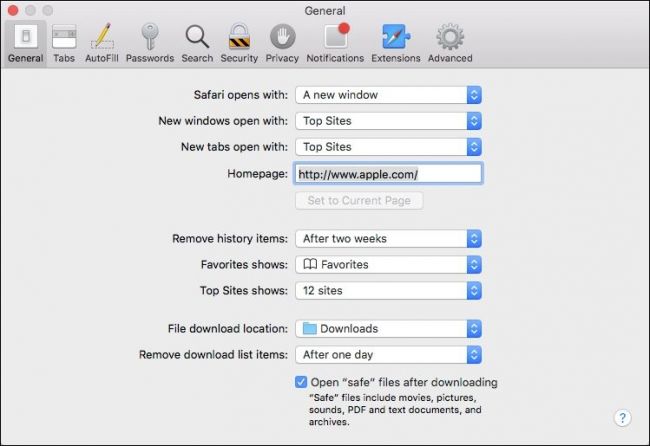 General
General Tabs AutoFill Passwords Search Security Privacy Notifications Extensions Advanced
Safari opens with: A new window
New windows open with: Top Sites
New tabs open with: Top Sites
Homepage: http://www.apple.com/
Set to Current Page
Remove history items: After two weeks
Favorites shows: Favorites
Top Sites shows: 12 sites
File download location: Downloads
Remove download list items: After one day
Open “safe” files after downloading
“Safe” files include movies, pictures,
sounds, PDF and text documents, and
archives.
?